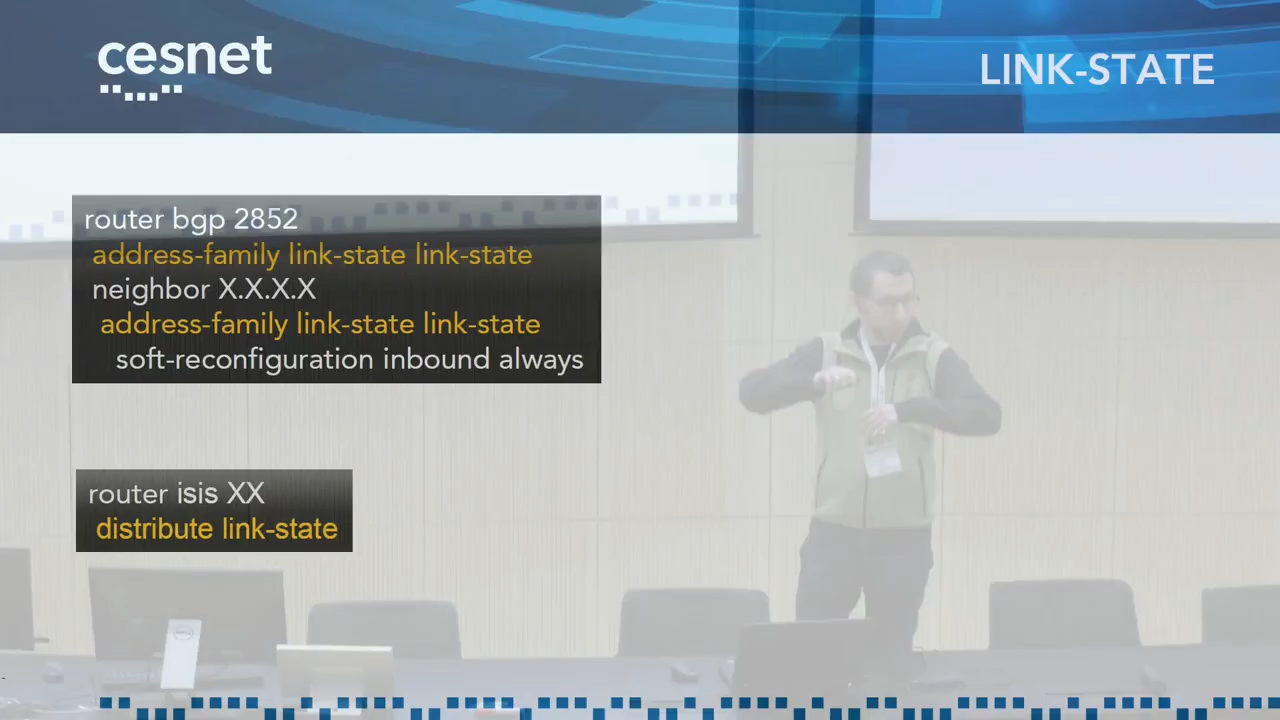 cesnet
LINK-STATE
router bgp 2852
address-family link-state link-state
neighbor X.X.X.X
address-family link-state link-state
soft-reconfiguration inbound always
router isis XX
distribute link-state